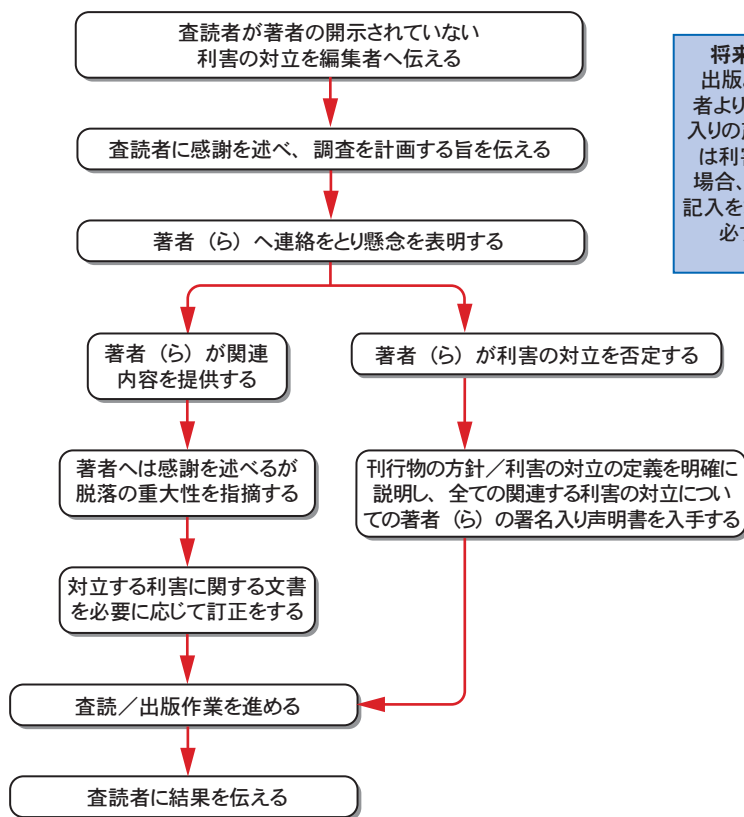 査読者が著者の開示されていない
利害の対立を編集者へ伝える
査読者に感謝を述べ、調査を計画する旨を伝える
著者（ら）へ連絡をとり懸念を表明する
著者（ら）が関連
内容を提供する
著者（ら）が利害の対立を否定する
著者へは感謝を述べるが
脱落の重大性を指摘する
刊行物の方針／利害の対立の定義を明確に
説明し、全ての関連する利害の対立につい
ての著者（ら）の署名入り声明書を入手する
対立する利害に関する文書
を必要に応じて訂正をする
査読／出版作業を進める
査読者に結果を伝える
将来
出版
者より
入りの
は利害
場合、
記入を
必す